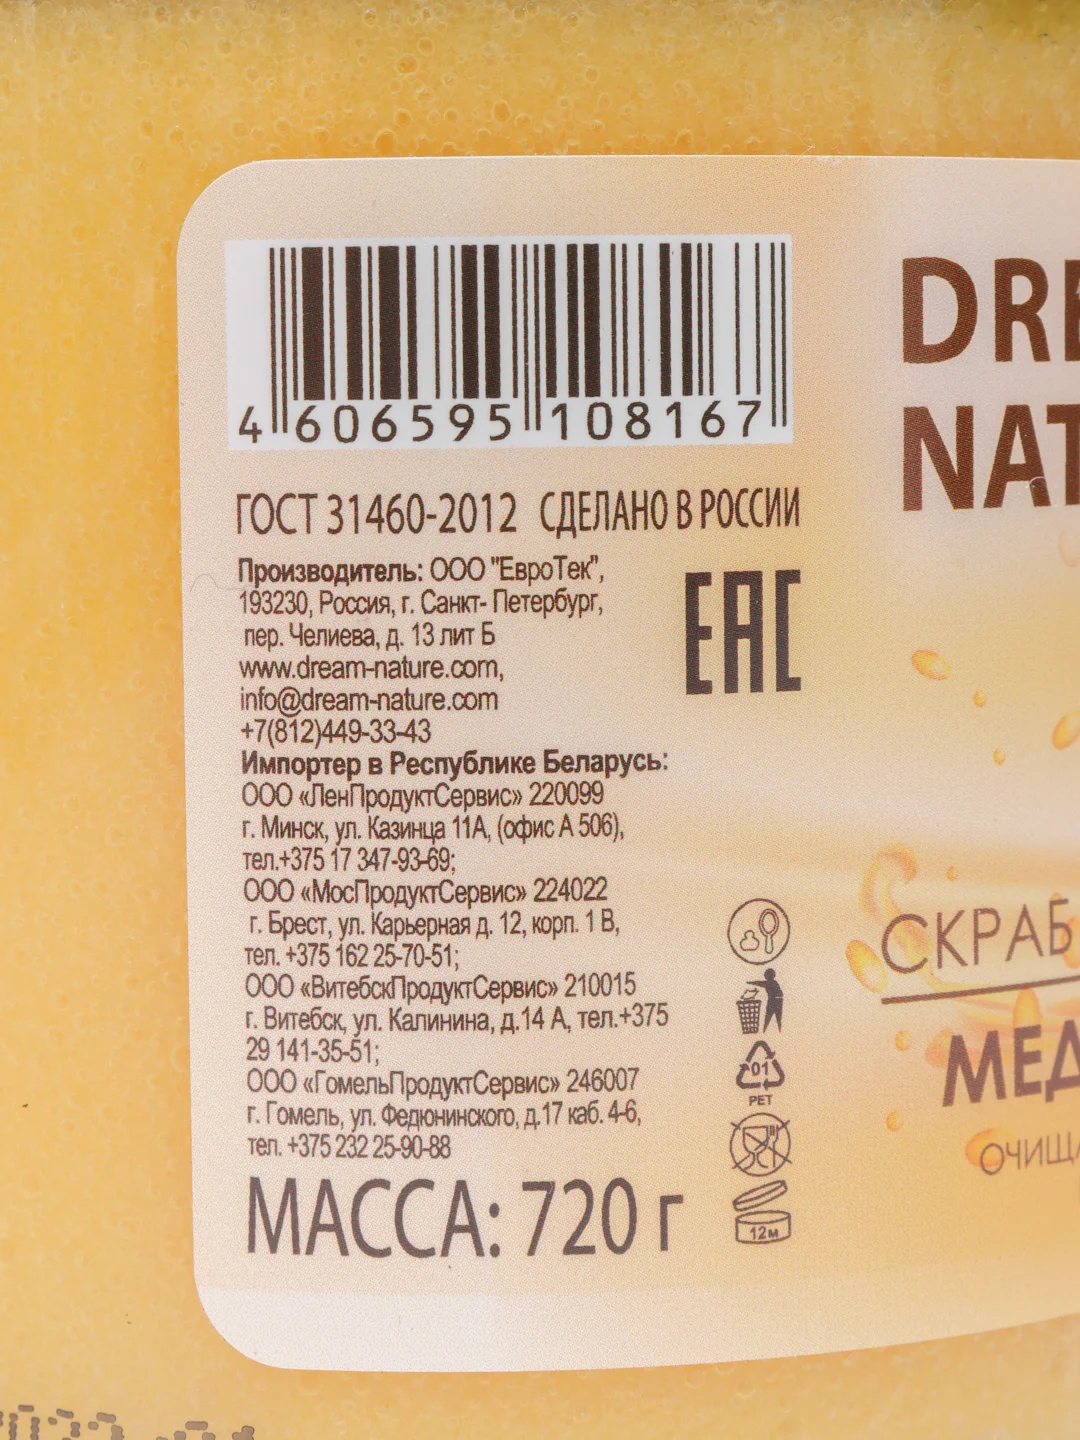 4 606595 108167
ГОСТ 31460-2012 СДЕЛАНО В РОССИИ
Производитель: ООО "ЕвроТек",
193230, Россия, г. Санкт- Петербург,
пер. Челиева, д. 13 лит Б
www.dream-nature.com,
info@dream-nature.com
+7(812)449-33-43
EAC
Импортер в Республике Беларусь:
ООО «ЛенПродуктСервис» 220099
г. Минск, ул. Казинца 11А, (офис А 506),
тел.+375 17 347-93-69;
ООО «МосПродуктСервис» 224022
г. Брест, ул. Карьерная д. 12, корп. 1 В,
тел. +375 162 25-70-51;
ООО «ВитебскПродуктСервис» 210015
г. Витебск, ул. Калинина, д.14 А, тел.+375
29 141-35-51;
ООО «ГомельПродуктСервис» 246007
г. Гомель, ул. Федюнинского, д.17 каб. 4-6,
тел. +375 232 25-90-88
МАССА: 720 г
01
PET
12м
DRE
NAT
СКРАБ
МЕД
ОЧИЩА